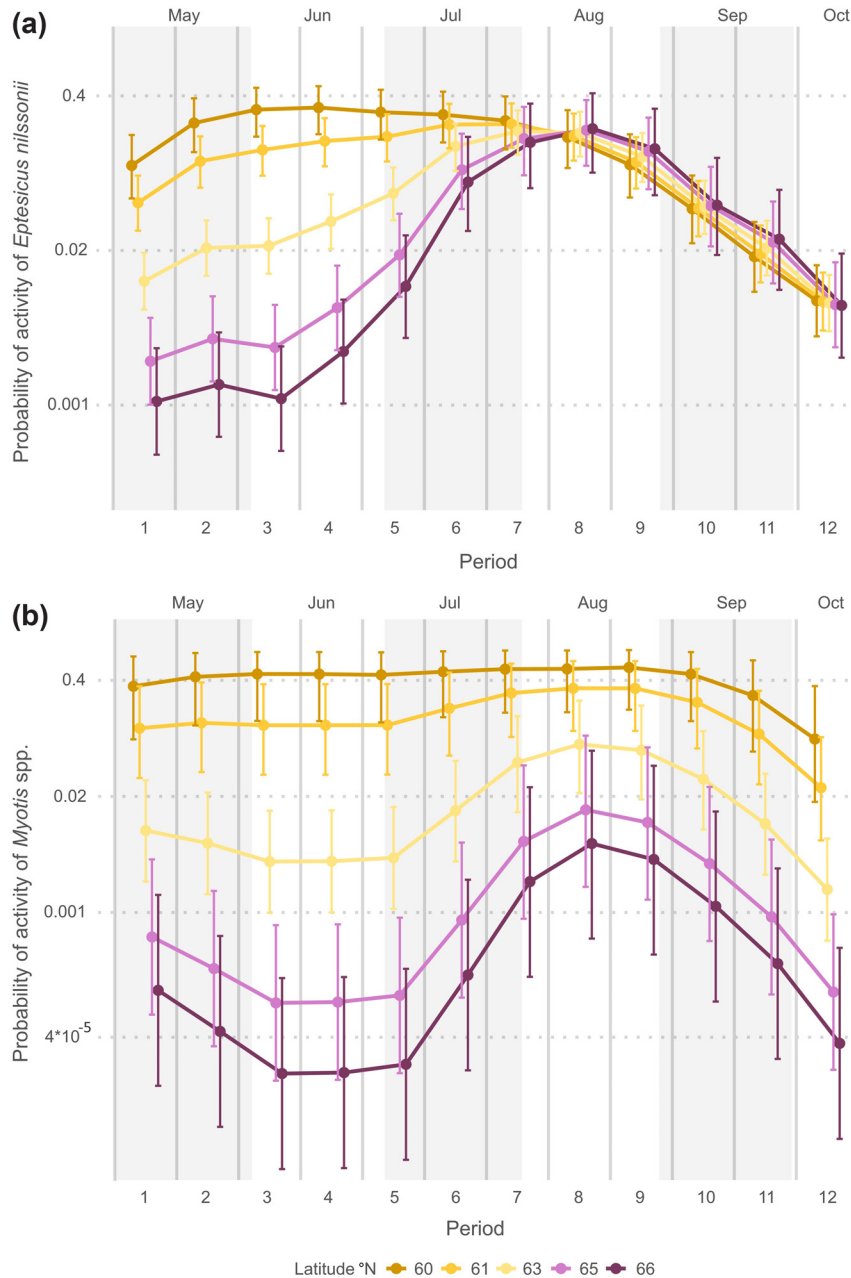 (a)
May Jun Jul Aug Sep Oct
Probability of activity of Eptesicus nilssonii
0.4
0.02
0.001
1 2 3 4 5 6 7 8 9 10 11 12
Period
(b)
May Jun Jul Aug Sep Oct
Probability of activity of Myotis spp.
0.4
0.02
0.001
4*10⁻⁵
1 2 3 4 5 6 7 8 9 10 11 12
Period
Latitude °N 60 61 63 65 66